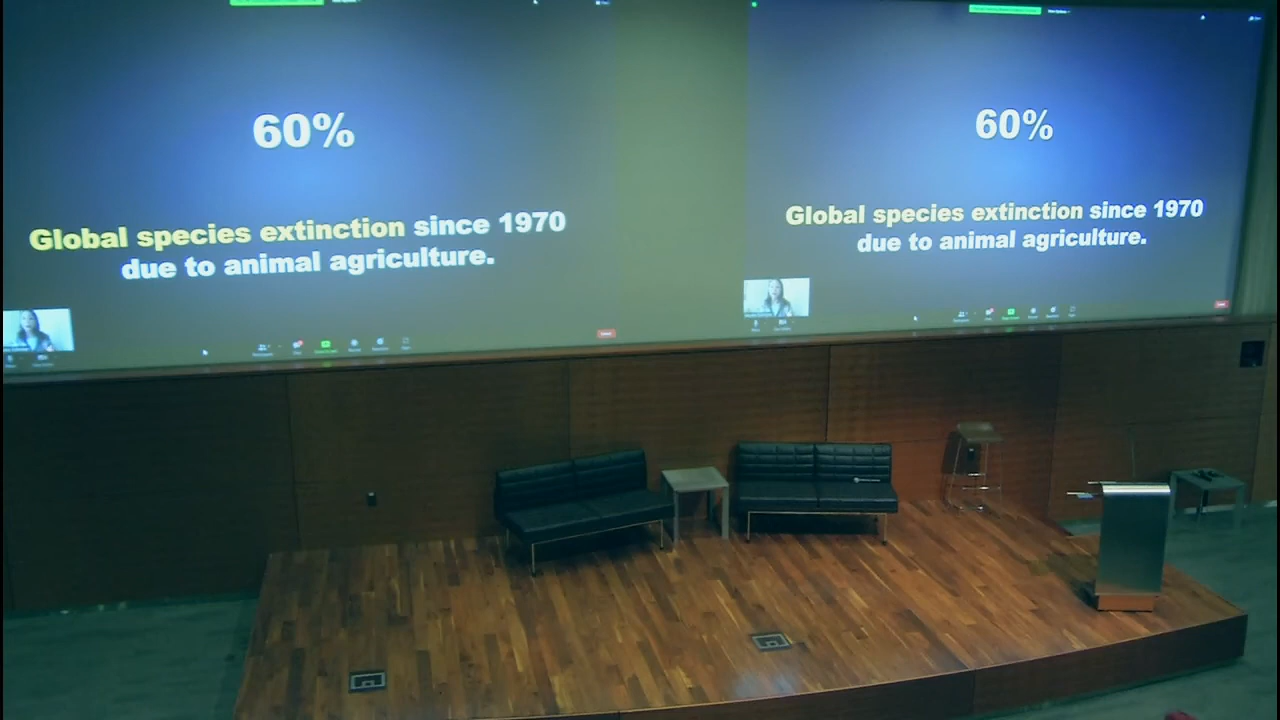 60%
Global species extinction since 1970
due to animal agriculture.
60%
Global species extinction since 1970
due to animal agriculture.